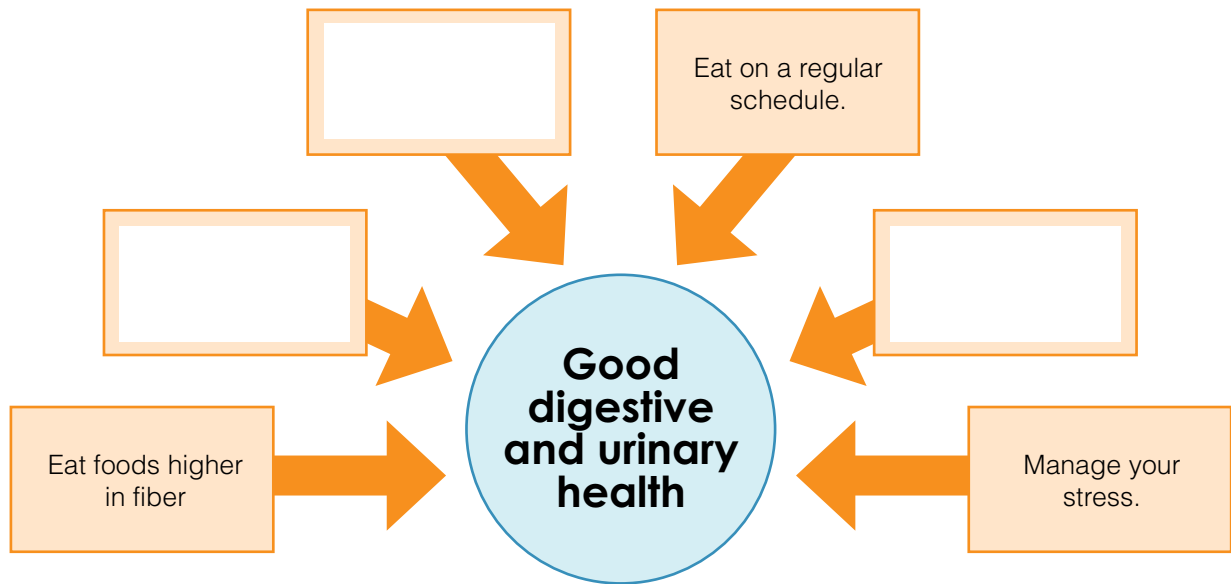 Eat on a regular
schedule.
Good
digestive
and urinary
health
Eat foods higher
in fiber
Manage your
stress.